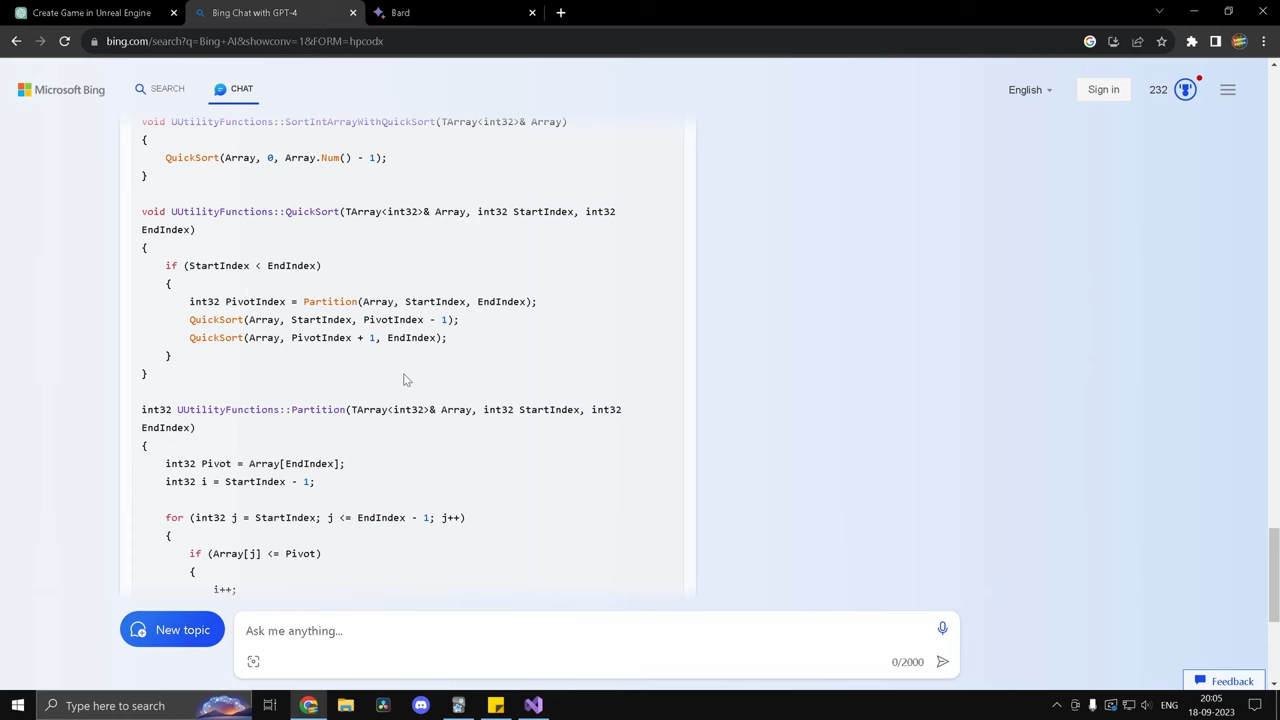 Create Game in Unreal Engine
Bing Chat with GPT-4
Bard
bing.com/search?q=Bing+AI&showconv=1&FORM=hpcodx
Microsoft Bing
SEARCH
CHAT
English
Sign in
232
void UUtilityFunctions::SortIntArrayWithQuickSort(TArray<int32>& Array)
{
QuickSort(Array, 0, Array.Num() - 1);
}
void UUtilityFunctions::QuickSort(TArray<int32>& Array, int32 StartIndex, int32
EndIndex)
{
if (StartIndex < EndIndex)
{
int32 PivotIndex = Partition(Array, StartIndex, EndIndex);
QuickSort(Array, StartIndex, PivotIndex - 1);
QuickSort(Array, PivotIndex + 1, EndIndex);
}
}
int32 UUtilityFunctions::Partition(TArray<int32>& Array, int32 StartIndex, int32
EndIndex)
{
int32 Pivot = Array[EndIndex];
int32 i = StartIndex - 1;
for (int32 j = StartIndex; j <= EndIndex - 1; j++)
{
if (Array[j] <= Pivot)
{
i++;
New topic
Ask me anything...
0/2000
Feedback
Type here to search
ENG
20:05
18-09-2023